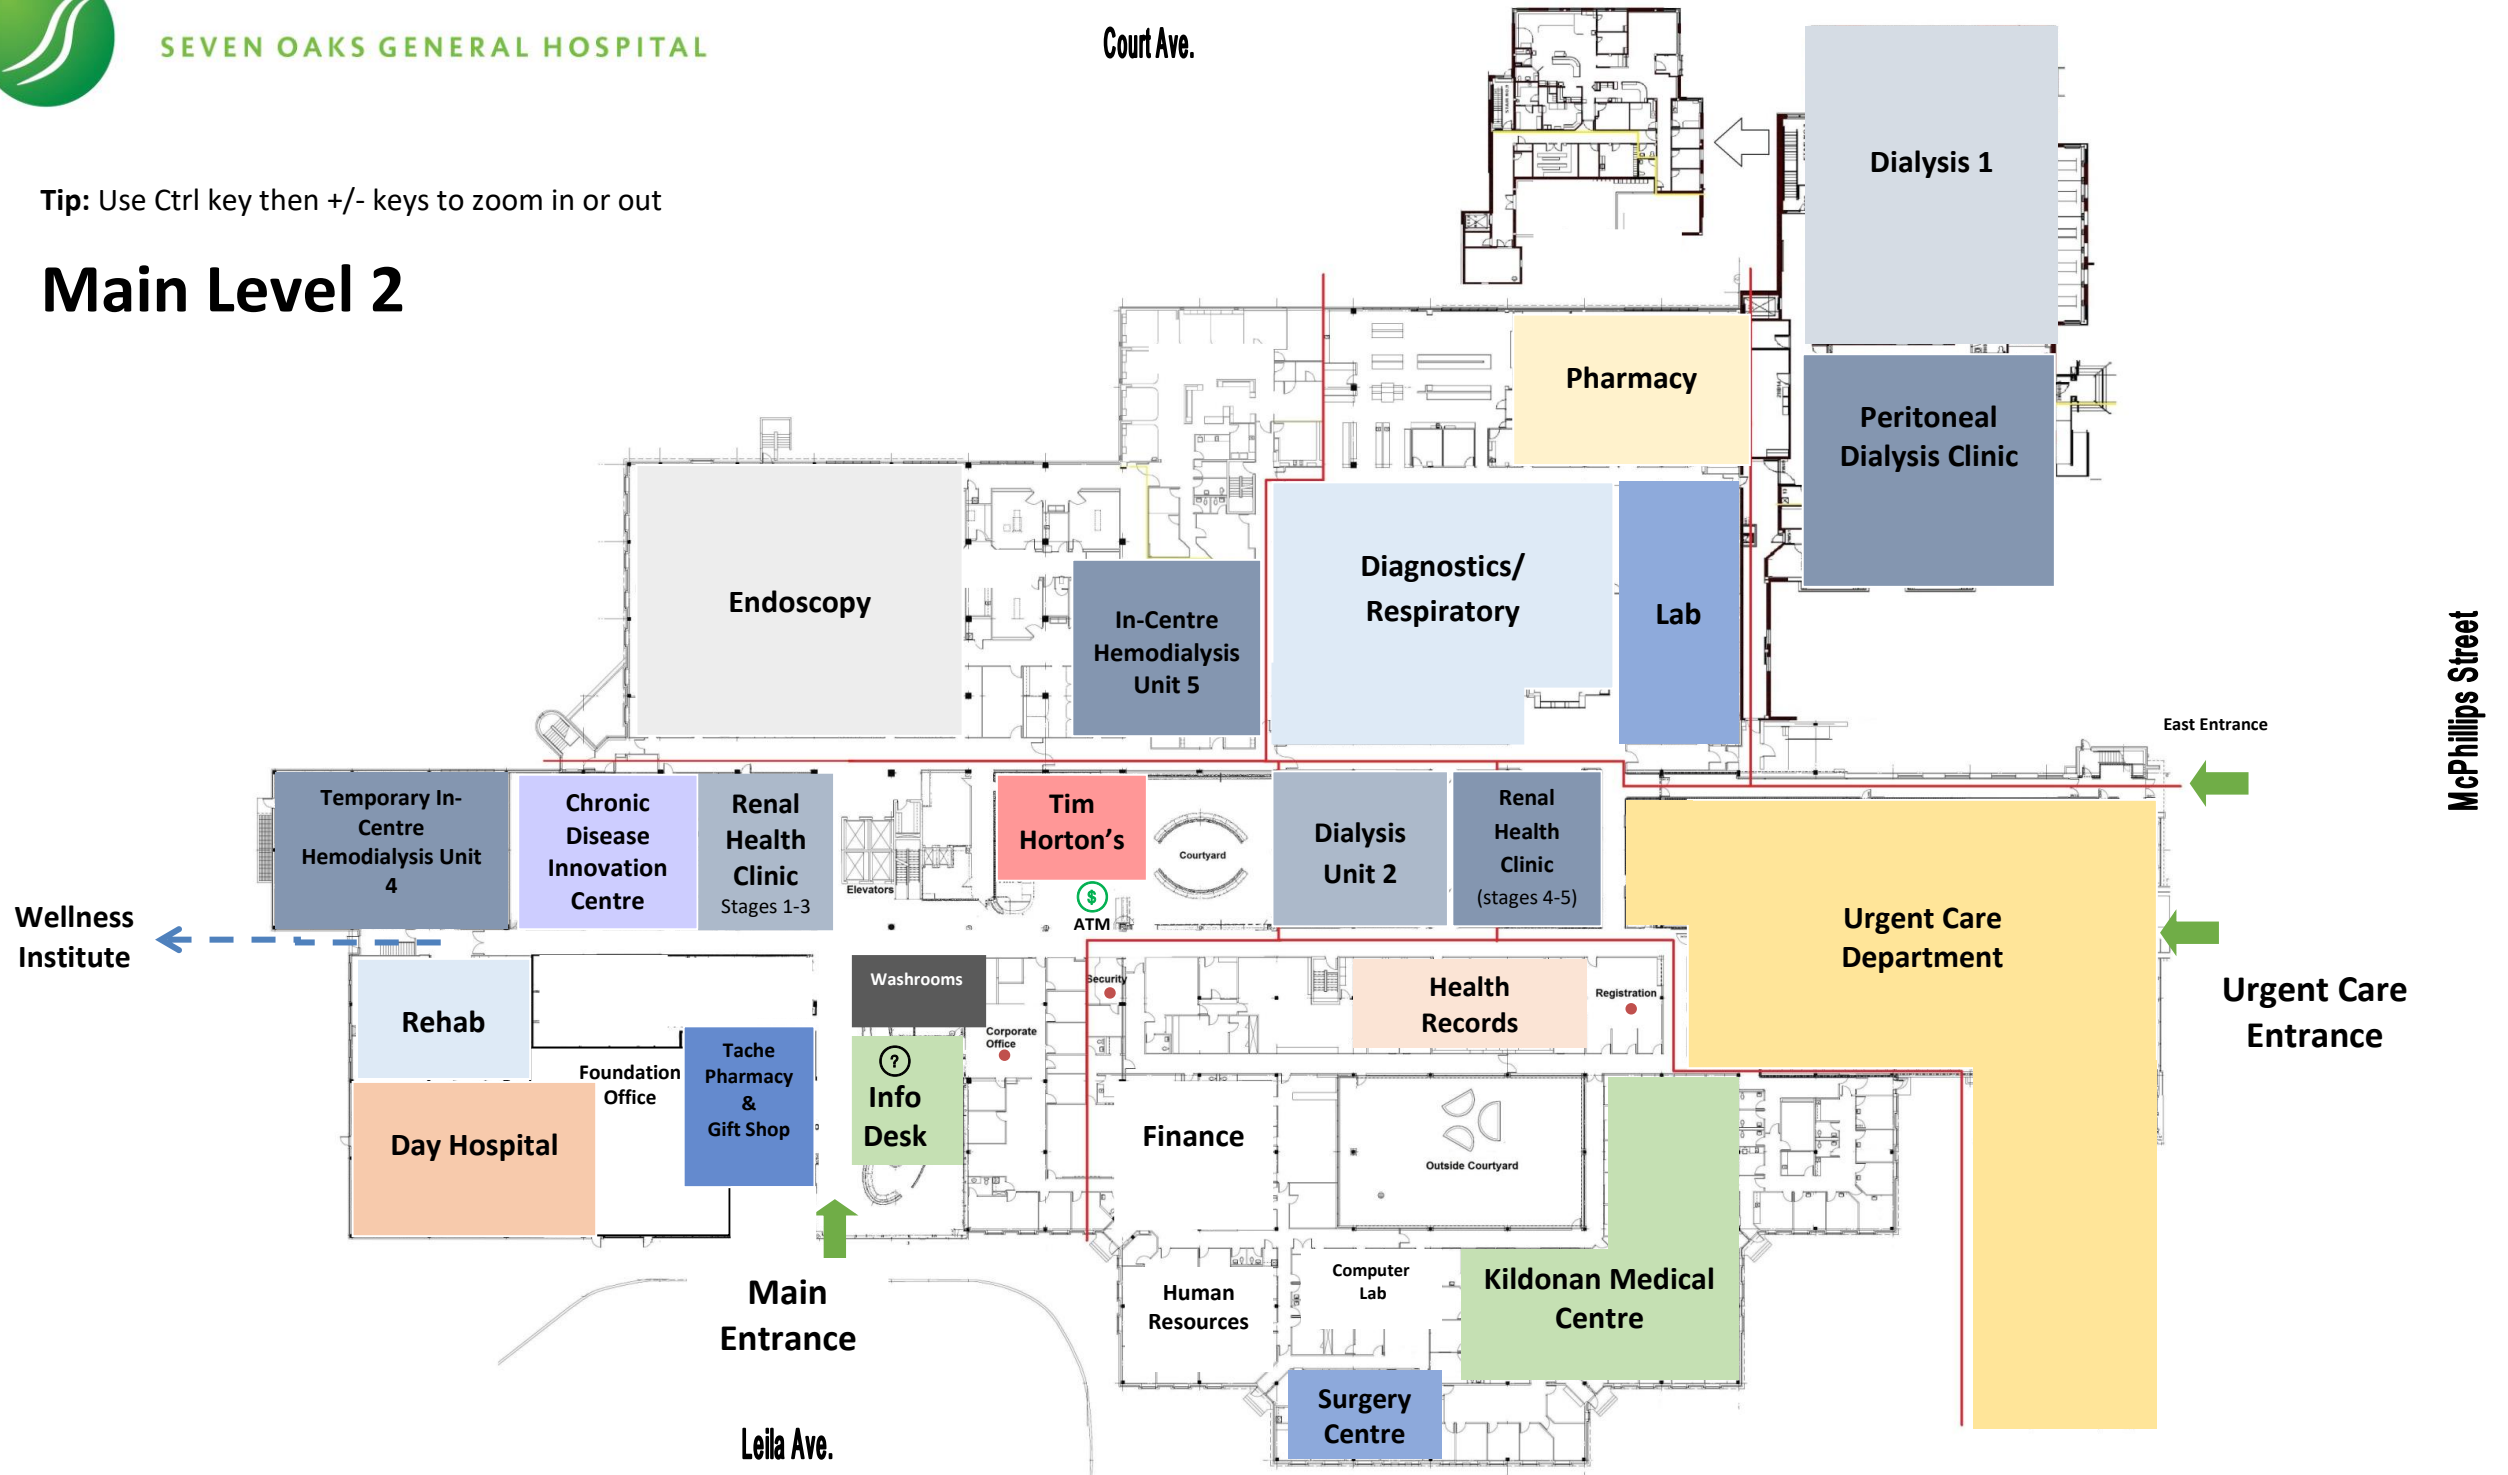 SEVEN OAKS GENERAL HOSPITAL
Court Ave.
Tip: Use Ctrl key then +/- keys to zoom in or out
Main Level 2
Dialysis 1
Pharmacy
Peritoneal
Dialysis Clinic
Endoscopy
In-Centre
Hemodialysis
Unit 5
Diagnostics/
Respiratory
Lab
McPhillips Street
East Entrance
Temporary In-
Centre
Hemodialysis Unit
4
Chronic
Disease
Innovation
Centre
Renal
Health
Clinic
Stages 1-3
Elevators
Tim
Horton's
$
ATM
Courtyard
Dialysis
Unit 2
Renal
Health
Clinic
(stages 4-5)
Urgent Care
Department
Wellness
Institute
Urgent Care
Entrance
Rehab
Washrooms
Corporate
Office
Security
Health
Records
Registration
Foundation
Office
Tache
Pharmacy
&
Gift Shop
?
Info
Desk
Day Hospital
Finance
Outside Courtyard
Main
Entrance
Human
Resources
Computer
Lab
Kildonan Medical
Centre
Surgery
Centre
Leila Ave.